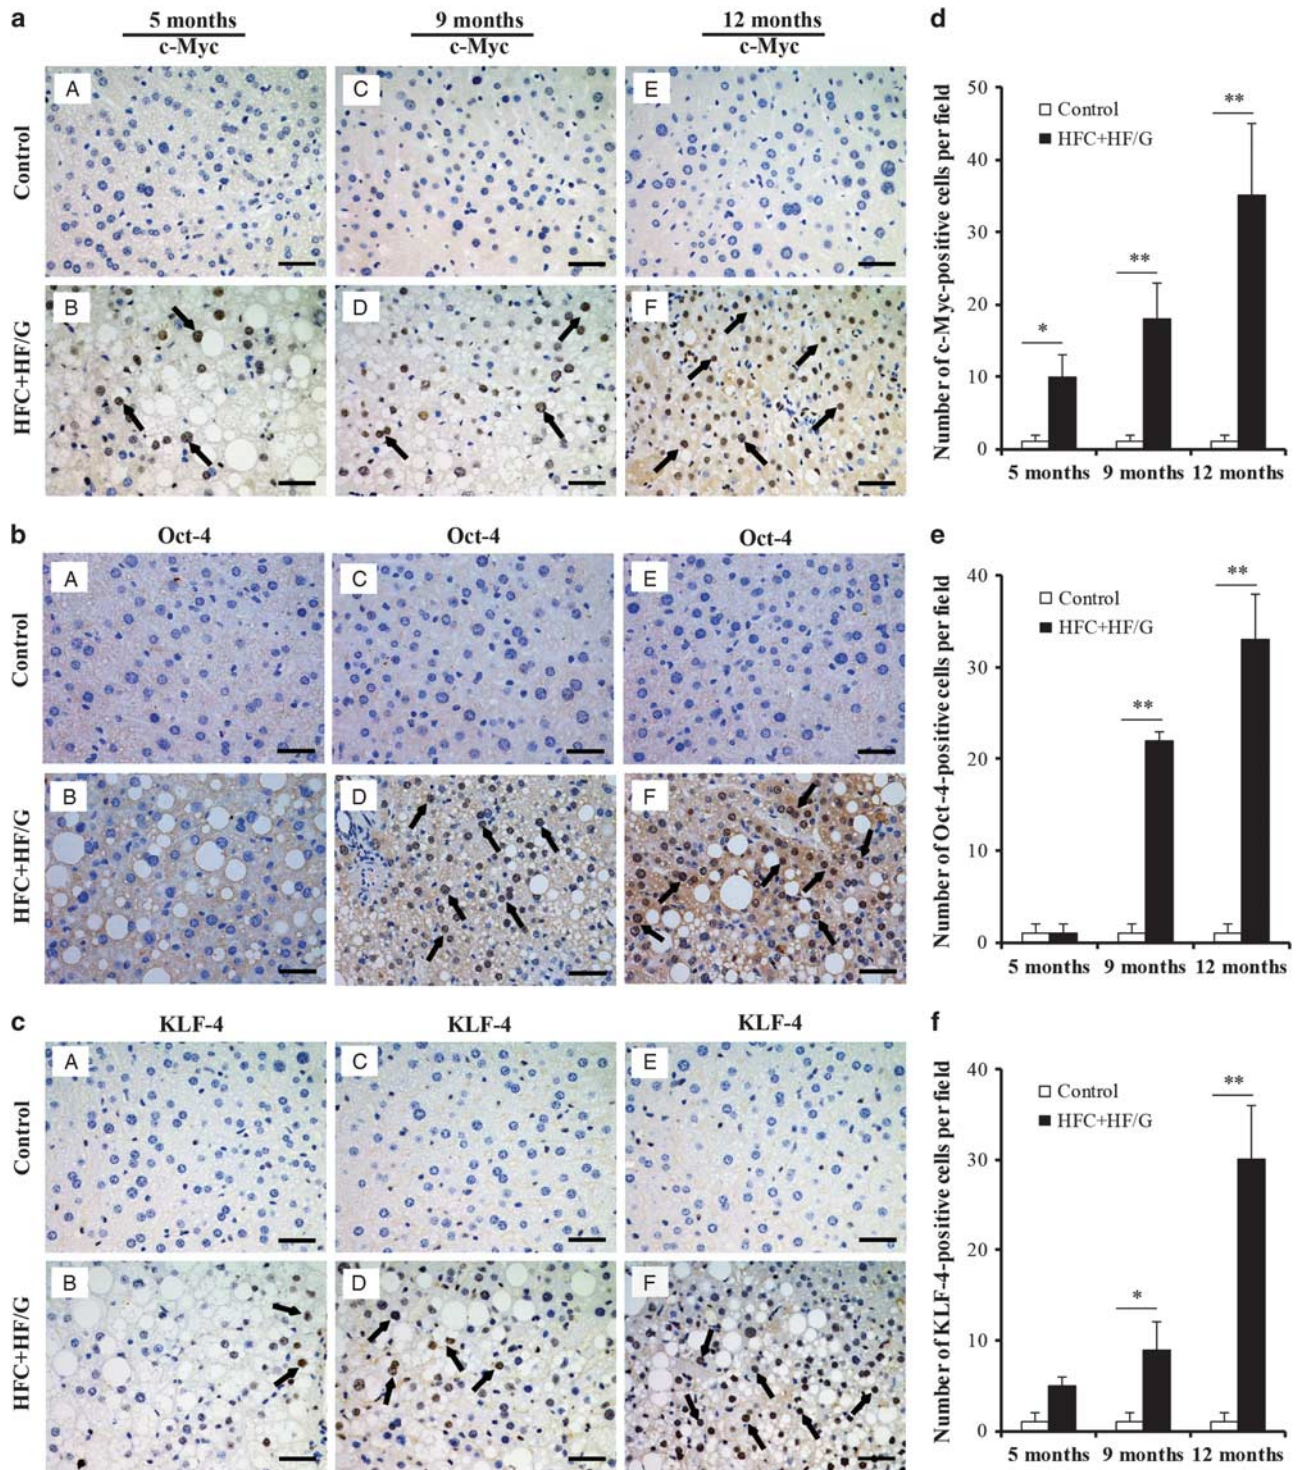 a
5 months
c-Myc
9 months
c-Myc
12 months
c-Myc
Control
A
C
E
HFC+HF/G
B
D
F
b
Oct-4
Oct-4
Oct-4
Control
A
C
E
HFC+HF/G
B
D
F
c
KLF-4
KLF-4
KLF-4
Control
A
C
E
HFC+HF/G
B
D
F
d
Number of c-Myc-positive cells per field
50
40
30
20
10
0
Control
HFC+HF/G
*
**
**
5 months 9 months 12 months
e
Number of Oct-4-positive cells per field
40
30
20
10
0
Control
HFC+HF/G
**
**
5 months 9 months 12 months
f
Number of KLF-4-positive cells per field
40
30
20
10
0
Control
HFC+HF/G
*
**
5 months 9 months 12 months